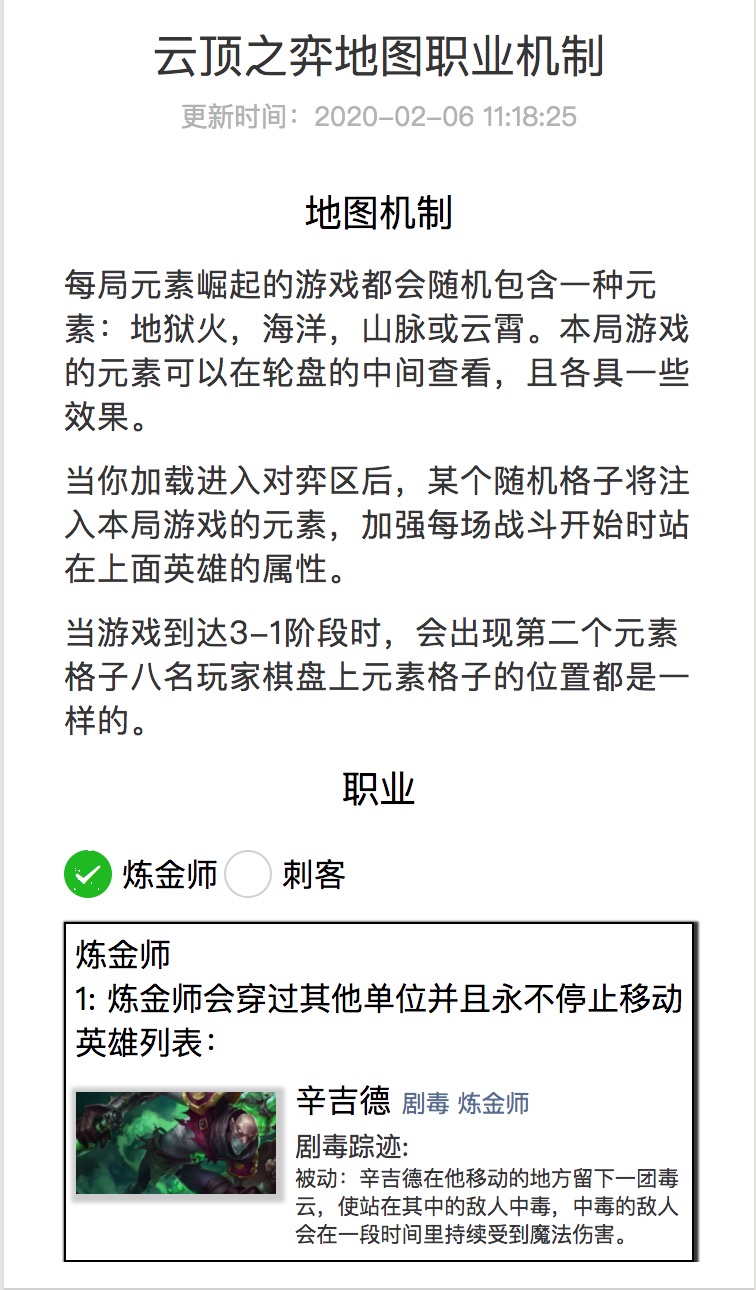 云顶之弈地图职业机制
更新时间：2020-02-06 11:18:25
地图机制
每局元素崛起的游戏都会随机包含一种元
素：地狱火，海洋，山脉或云霄。本局游戏
的元素可以在轮盘的中间查看，且各具一些
效果。
当你加载进入对弈区后，某个随机格子将注
入本局游戏的元素，加强每场战斗开始时站
在上面英雄的属性。
当游戏到达3-1阶段时，会出现第二个元素
格子八名玩家棋盘上元素格子的位置都是一
样的。
职业
炼金师 刺客
炼金师
1: 炼金师会穿过其他单位并且永不停止移动
英雄列表：
辛吉德 剧毒 炼金师
剧毒踪迹:
被动：辛吉德在他移动的地方留下一团毒
云，使站在其中的敌人中毒，中毒的敌人
会在一段时间里持续受到魔法伤害。